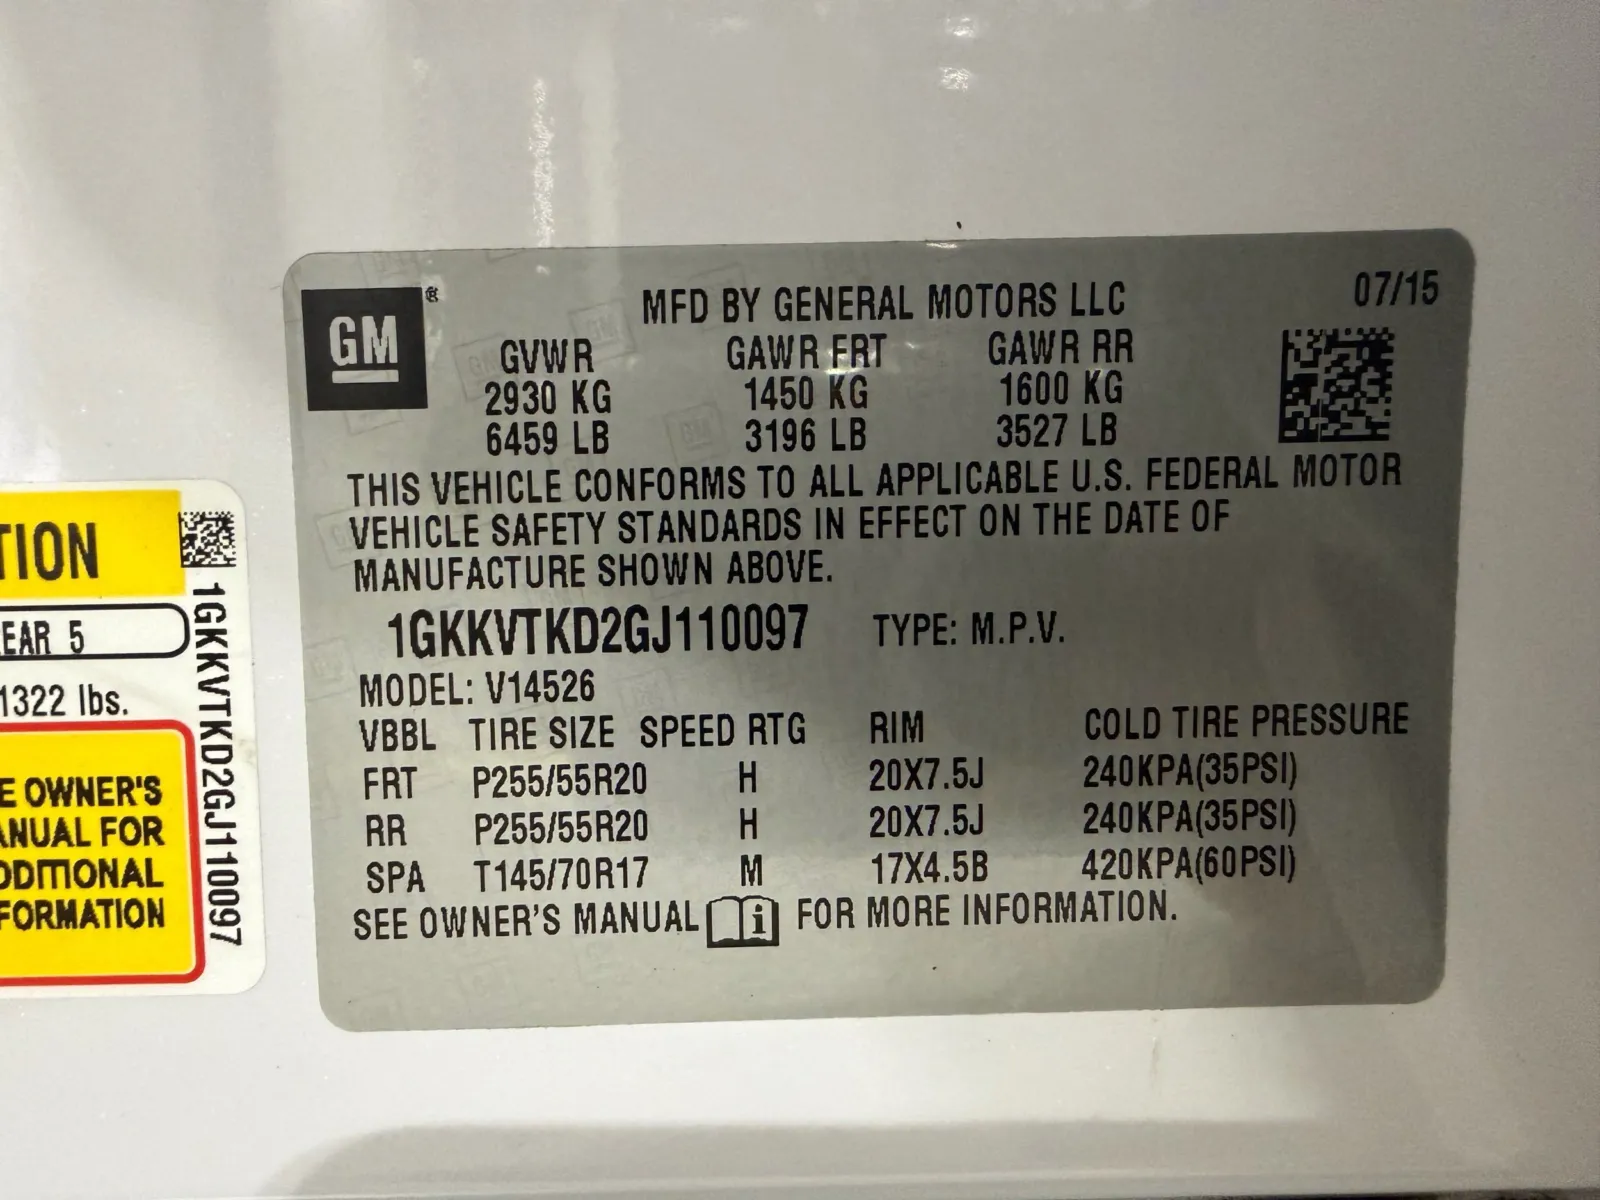 GM®
MFD BY GENERAL MOTORS LLC 07/15
GVWR GAWR FRT GAWR RR
2930 KG 1450 KG 1600 KG
6459 LB 3196 LB 3527 LB
THIS VEHICLE CONFORMS TO ALL APPLICABLE U.S. FEDERAL MOTOR
VEHICLE SAFETY STANDARDS IN EFFECT ON THE DATE OF
MANUFACTURE SHOWN ABOVE.
1GKKVTKD2GJ110097 TYPE: M.P.V.
MODEL: V14526
VBBL TIRE SIZE SPEED RTG RIM COLD TIRE PRESSURE
FRT P255/55R20 H 20X7.5J 240KPA(35PSI)
RR P255/55R20 H 20X7.5J 240KPA(35PSI)
SPA T145/70R17 M 17X4.5B 420KPA(60PSI)
SEE OWNER'S MANUAL i FOR MORE INFORMATION.
TION
EAR 5
1322 lbs.
E OWNER'S
ANUAL FOR
DDITIONAL
FORMATION
1GKKVTKD2GJ110097